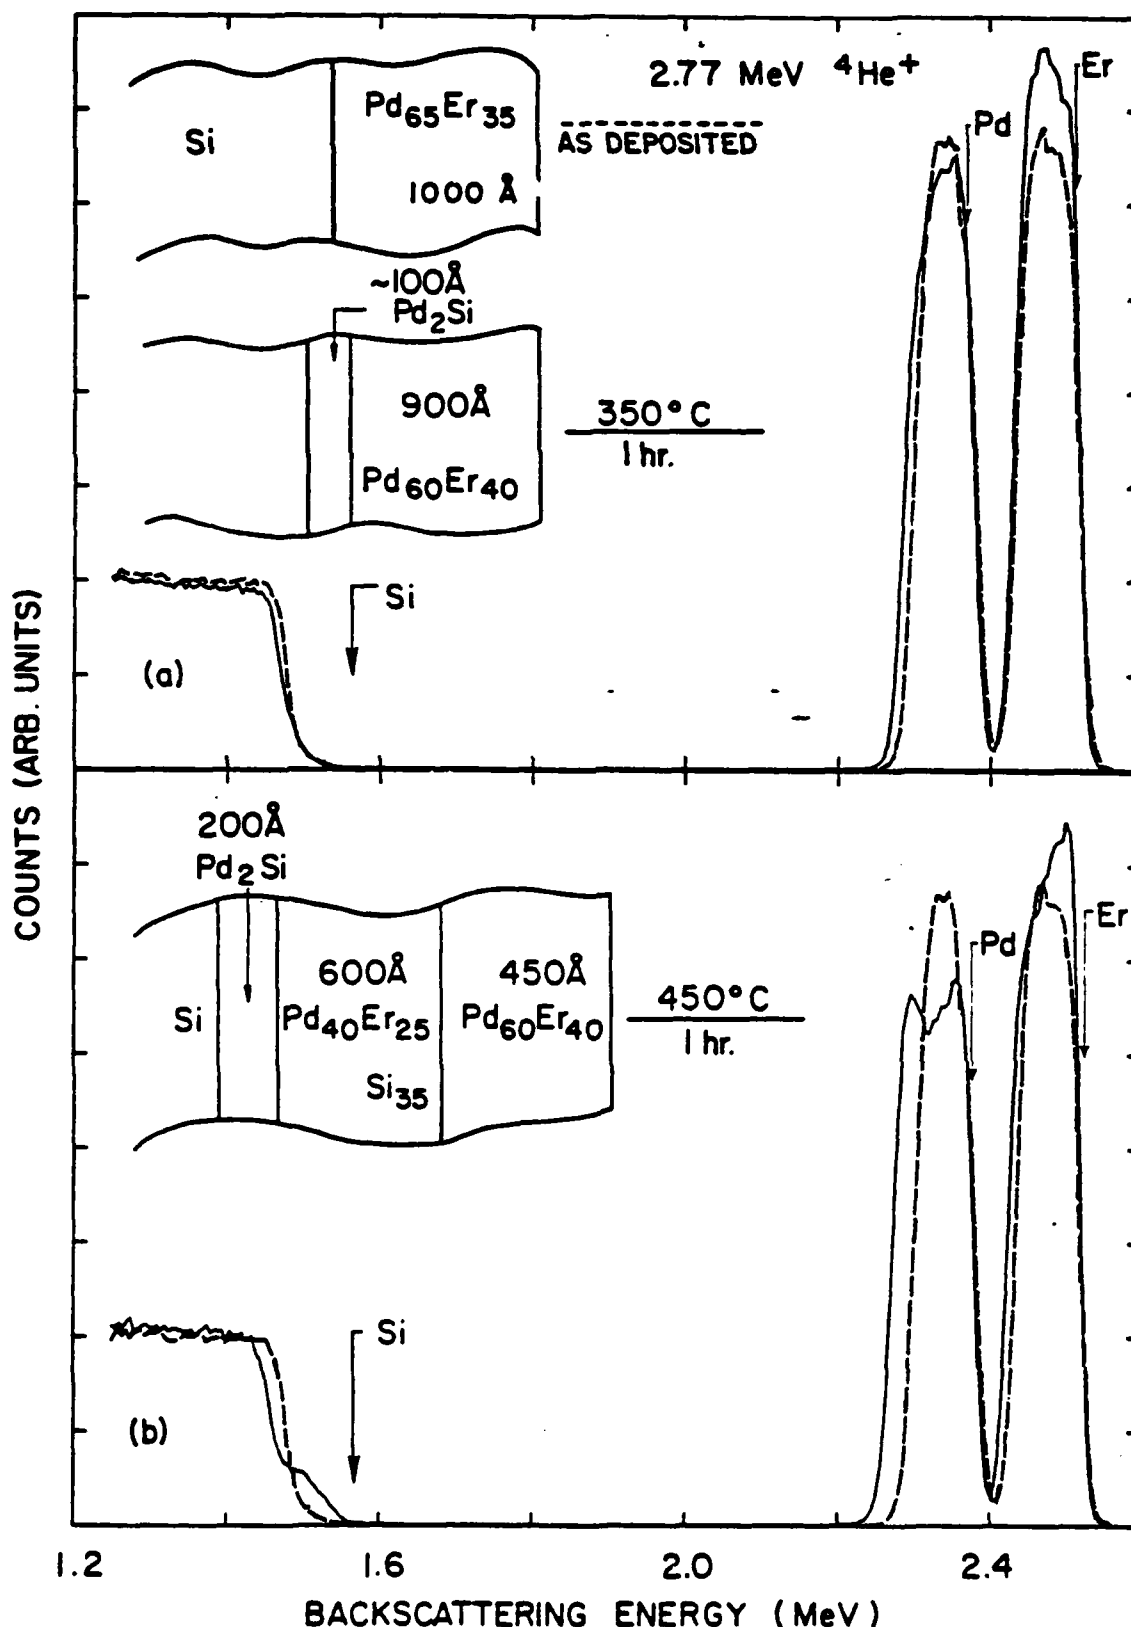 2.77 MeV ⁴He⁺
Er
Pd
Pd₆₅Er₃₅
Si
AS DEPOSITED
1000 Å
~100Å
Pd₂Si
900Å
350°C
1 hr.
Pd₆₀Er₄₀
Si
(a)
COUNTS (ARB. UNITS)
200Å
Pd₂Si
Er
Pd
600Å
450Å
450°C
Si
Pd₄₀Er₂₅
Pd₆₀Er₄₀
1 hr.
Si₃₅
Si
(b)
1.2 1.6 2.0 2.4
BACKSCATTERING ENERGY (MeV)